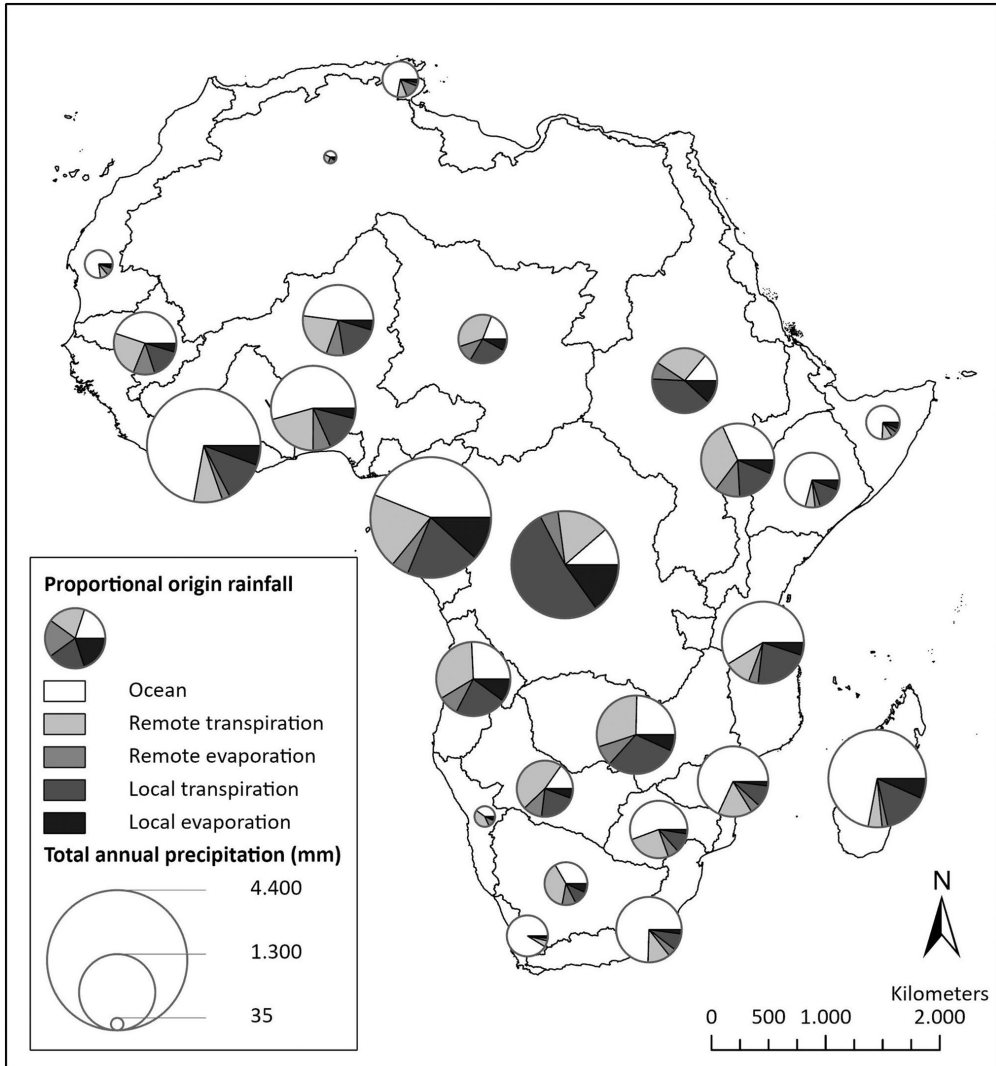 Proportional origin rainfall
Ocean
Remote transpiration
Remote evaporation
Local transpiration
Local evaporation
Total annual precipitation (mm)
4.400
1.300
35
N
Kilometers
0 500 1.000 2.000